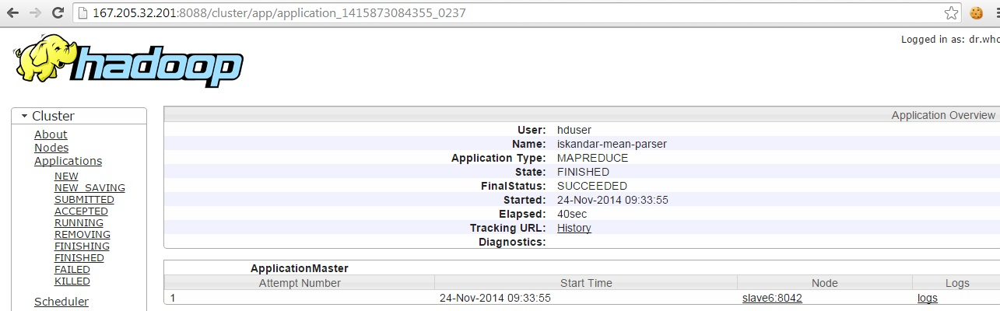 167.205.32.201:8088/cluster/app/application_1415873084355_0237
Logged in as: dr.who
hadoop
Cluster
About
Nodes
Applications
NEW
NEW_SAVING
SUBMITTED
ACCEPTED
RUNNING
REMOVING
FINISHING
FINISHED
FAILED
KILLED
Scheduler
Application Overview
User: hduser
Name: iskandar-mean-parser
Application Type: MAPREDUCE
State: FINISHED
FinalStatus: SUCCEEDED
Started: 24-Nov-2014 09:33:55
Elapsed: 40sec
Tracking URL: History
Diagnostics:
ApplicationMaster
Attempt Number Start Time Node Logs
1 24-Nov-2014 09:33:55 slave6:8042 logs